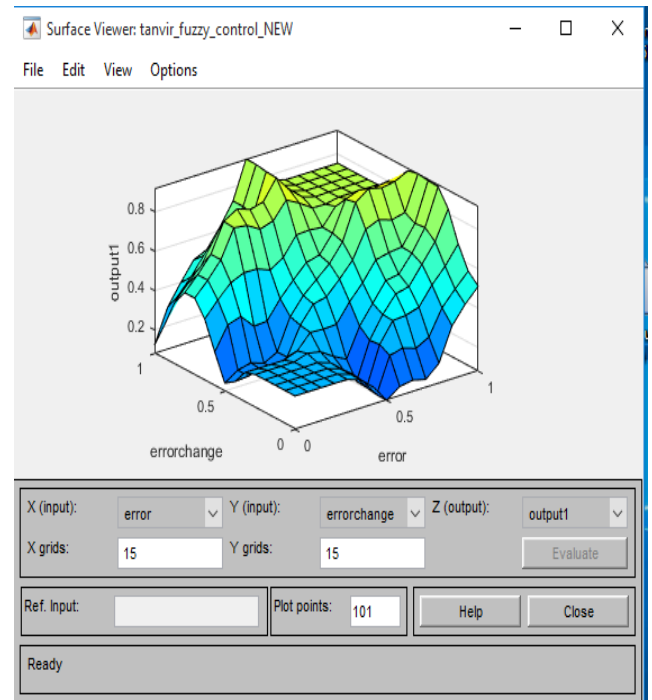 Surface Viewer: tanvir_fuzzy_control_NEW
File Edit View Options
0.8
0.6
0.4
0.2
output1
1
0.5
0
errorchange
0
0.5
1
error
X (input): error Y (input): errorchange Z (output): output1
X grids: 15 Y grids: 15 Evaluate
Ref. Input: Plot points: 101 Help Close
Ready